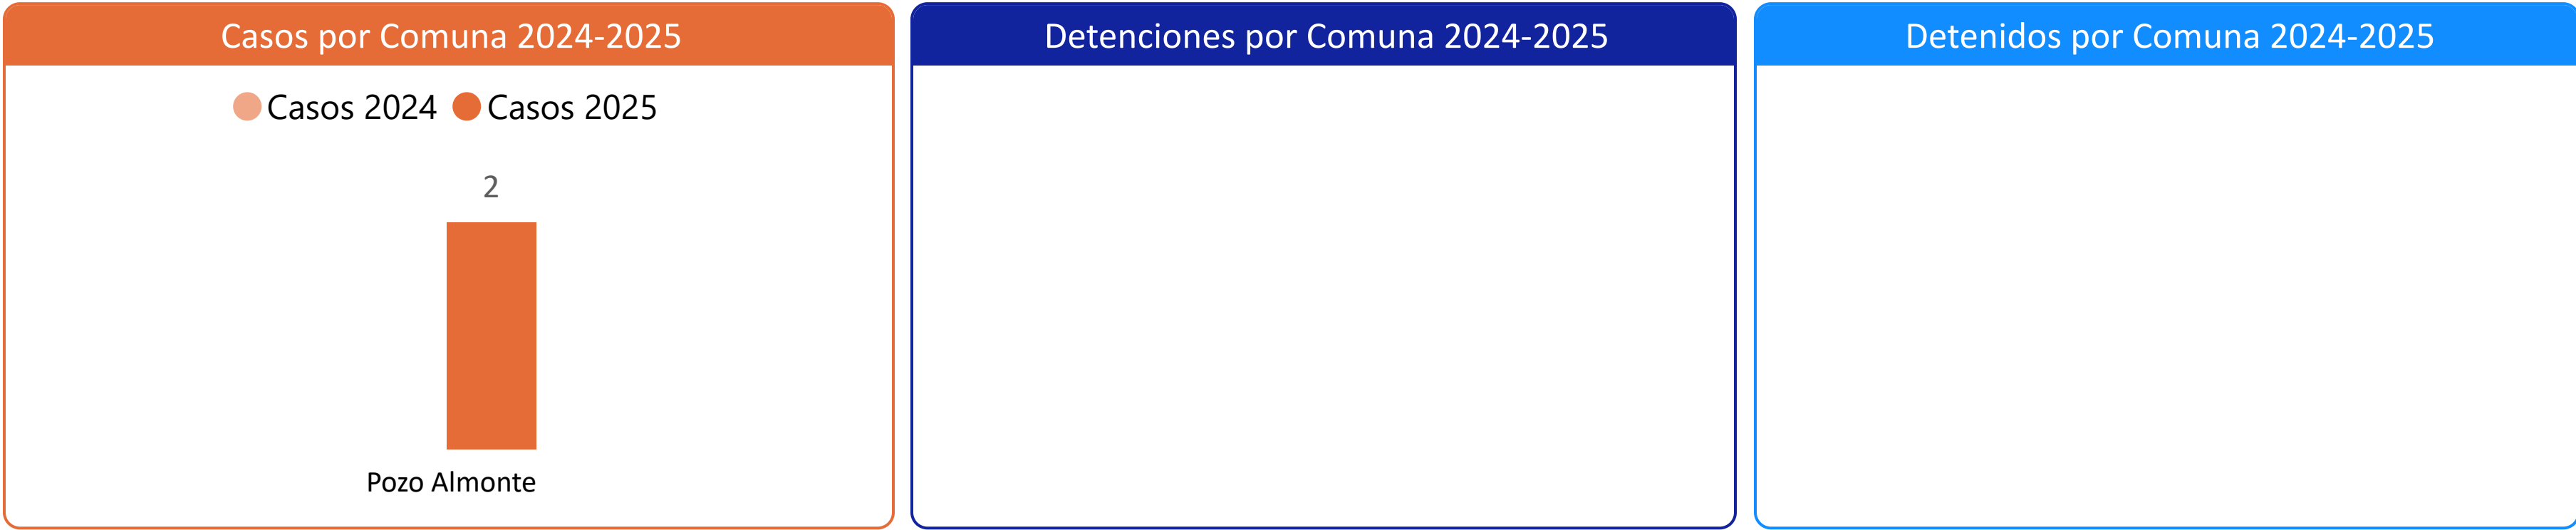 Casos por Comuna 2024-2025
Casos 2024 Casos 2025
2
Pozo Almonte
Detenciones por Comuna 2024-2025
Detenidos por Comuna 2024-2025